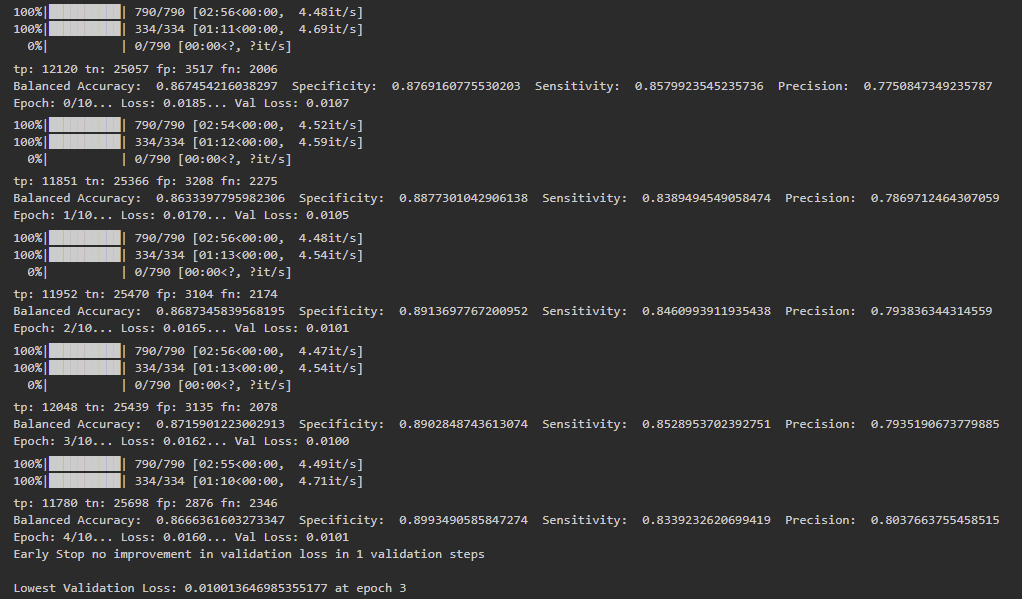 100%|██████████| 790/790 [02:56<00:00,  4.48it/s]
100%|██████████| 334/334 [01:11<00:00,  4.69it/s]
  0%|          | 0/790 [00:00<?, ?it/s]
tp: 12120 tn: 25057 fp: 3517 fn: 2006
Balanced Accuracy:  0.867454216038297  Specificity:  0.8769160775530203  Sensitivity:  0.8579923545235736  Precision:  0.7750847349235787
Epoch: 0/10... Loss: 0.0185... Val Loss: 0.0107
100%|██████████| 790/790 [02:54<00:00,  4.52it/s]
100%|██████████| 334/334 [01:12<00:00,  4.59it/s]
  0%|          | 0/790 [00:00<?, ?it/s]
tp: 11851 tn: 25366 fp: 3208 fn: 2275
Balanced Accuracy:  0.8633397795982306  Specificity:  0.8877301042906138  Sensitivity:  0.8389494549058474  Precision:  0.7869712464307059
Epoch: 1/10... Loss: 0.0170... Val Loss: 0.0105
100%|██████████| 790/790 [02:56<00:00,  4.48it/s]
100%|██████████| 334/334 [01:13<00:00,  4.54it/s]
  0%|          | 0/790 [00:00<?, ?it/s]
tp: 11952 tn: 25470 fp: 3104 fn: 2174
Balanced Accuracy:  0.8687345839568195  Specificity:  0.8913697767200952  Sensitivity:  0.8460993911935438  Precision:  0.793836344314559
Epoch: 2/10... Loss: 0.0165... Val Loss: 0.0101
100%|██████████| 790/790 [02:56<00:00,  4.47it/s]
100%|██████████| 334/334 [01:13<00:00,  4.54it/s]
  0%|          | 0/790 [00:00<?, ?it/s]
tp: 12048 tn: 25439 fp: 3135 fn: 2078
Balanced Accuracy:  0.8715901223002913  Specificity:  0.8902848743613074  Sensitivity:  0.8528953702392751  Precision:  0.7935190673779885
Epoch: 3/10... Loss: 0.0162... Val Loss: 0.0100
100%|██████████| 790/790 [02:55<00:00,  4.49it/s]
100%|██████████| 334/334 [01:10<00:00,  4.71it/s]
tp: 11780 tn: 25698 fp: 2876 fn: 2346
Balanced Accuracy:  0.8666361603273347  Specificity:  0.8993490585847274  Sensitivity:  0.8339232620699419  Precision:  0.8037663755458515
Epoch: 4/10... Loss: 0.0160... Val Loss: 0.0101
Early Stop no improvement in validation loss in 1 validation steps
Lowest Validation Loss: 0.010013646985355177 at epoch 3